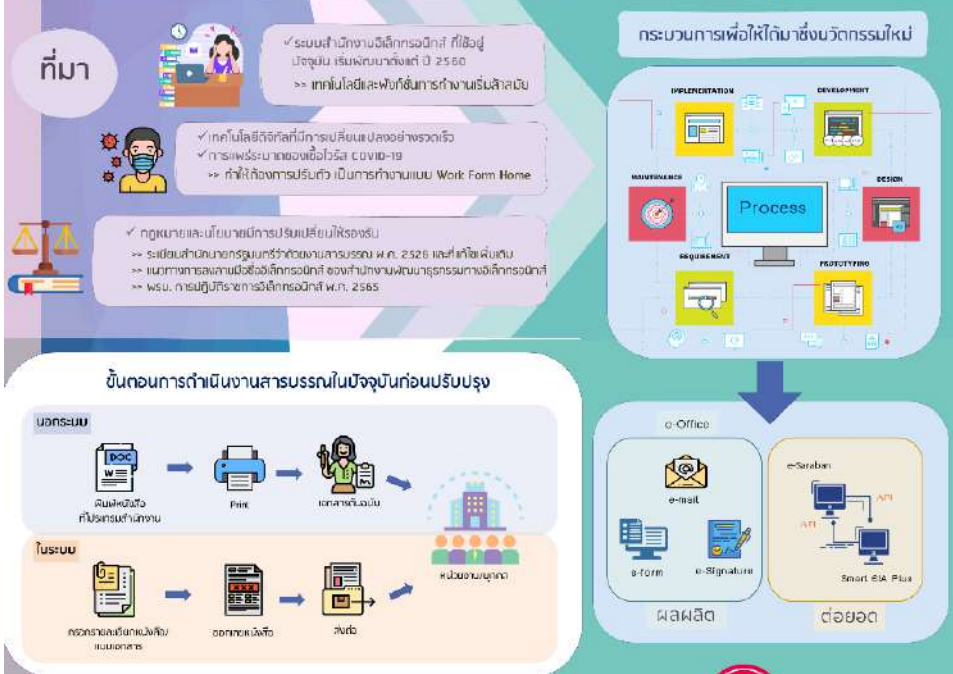 ที่มา
✓ ระบบสำนักงานอิเล็กทรอนิกส์ ที่ใช้อยู่
ปัจจุบัน เริ่มพัฒนาตั้งแต่ ปี 2560
>> เทคโนโลยีและฟังก์ชั่นการทำงานเริ่มล้าสมัย
✓ เทคโนโลยีดิจิทัลที่มีการเปลี่ยนแปลงอย่างรวดเร็ว
✓ การแพร่ระบาดของเชื้อไวรัส COVID-19
>> ทำให้ต้องการปรับตัว เป็นการทำงานแบบ Work Form Home
✓ กฎหมายและนโยบายมีการปรับเปลี่ยนให้รองรับ
>> ระเบียบสำนักนายกรัฐมนตรีว่าด้วยงานสารบรรณ พ.ศ. 2526 และที่แก้ไขเพิ่มเติม
>> แนวทางการลงลายมือชื่ออิเล็กทรอนิกส์ ของสำนักงานพัฒนาธุรกรรมทางอิเล็กทรอนิกส์
>> พรบ. การปฏิบัติราชการอิเล็กทรอนิกส์ พ.ศ. 2565
กระบวนการเพื่อให้ได้มาซึ่งนวัตกรรมใหม่
IMPLEMENTATION
DEVELOPMENT
MAINTENANCE
Process
DESIGN
REQUIREMENT
PROTOTYPING
ขั้นตอนการดำเนินงานสารบรรณในปัจจุบันก่อนปรับปรุง
นอกระบบ
DOC
W
พิมพ์หนังสือ
ที่โปรแกรมสำนักงาน
Print
เอกสารต้นฉบับ
หน่วยงาน/บุคคล
ในระบบ
กรอกรายละเอียดหนังสือ/
แนบเอกสาร
ออกเลขหนังสือ
ส่งต่อ
e-Office
e-mail
e-form
e-Signature
ผลผลิต
e-Saraban
API
API
Smart EIA Plus
ต่อยอด